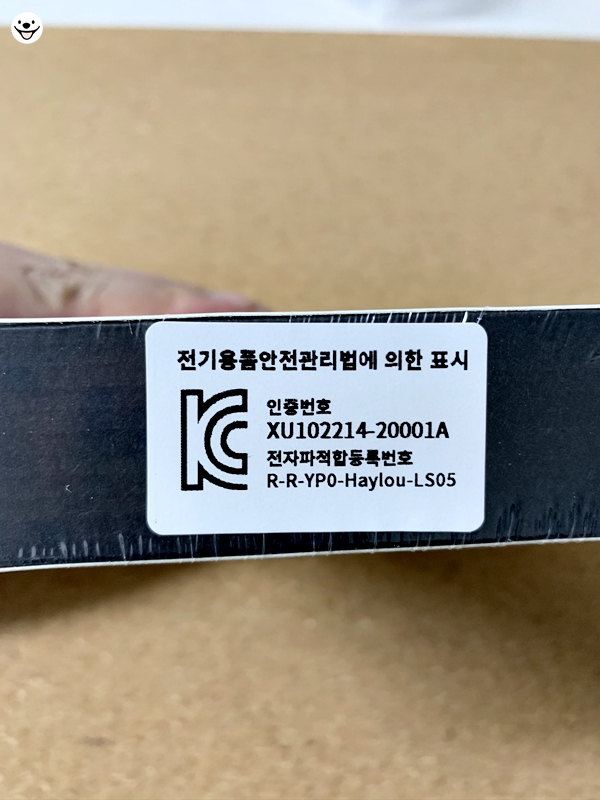 전기용품안전관리법에 의한 표시
인증번호
XU102214-20001A
전자파적합등록번호
R-R-YP0-Haylou-LS05